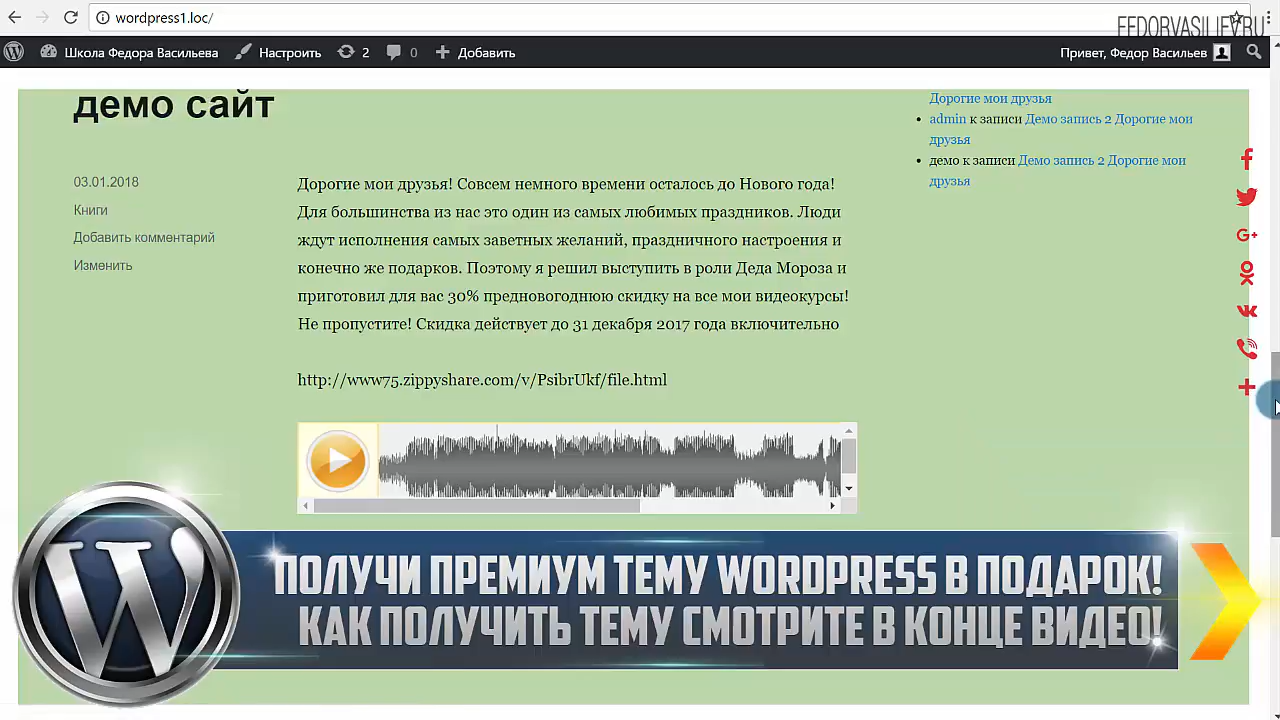 wordpress1.loc/
FEDORVASILIEV.RU
Школа Федора Васильева
Настроить
2
0
Добавить
Привет, Федор Васильев
демо сайт
03.01.2018
Книги
Добавить комментарий
Изменить
Дорогие мои друзья! Совсем немного времени осталось до Нового года!
Для большинства из нас это один из самых любимых праздников. Люди
ждут исполнения самых заветных желаний, праздничного настроения и
конечно же подарков. Поэтому я решил выступить в роли Деда Мороза и
приготовил для вас 30% предновогоднюю скидку на все мои видеокурсы!
Не пропустите! Скидка действует до 31 декабря 2017 года включительно
http://www75.zippyshare.com/v/PsibrUkf/file.html
Дорогие мои друзья
admin к записи Демо запись 2 Дорогие мои
друзья
демо к записи Демо запись 2 Дорогие мои
друзья
ПОЛУЧИ ПРЕМИУМ ТЕМУ WORDPRESS В ПОДАРОК!
КАК ПОЛУЧИТЬ ТЕМУ СМОТРИТЕ В КОНЦЕ ВИДЕО!